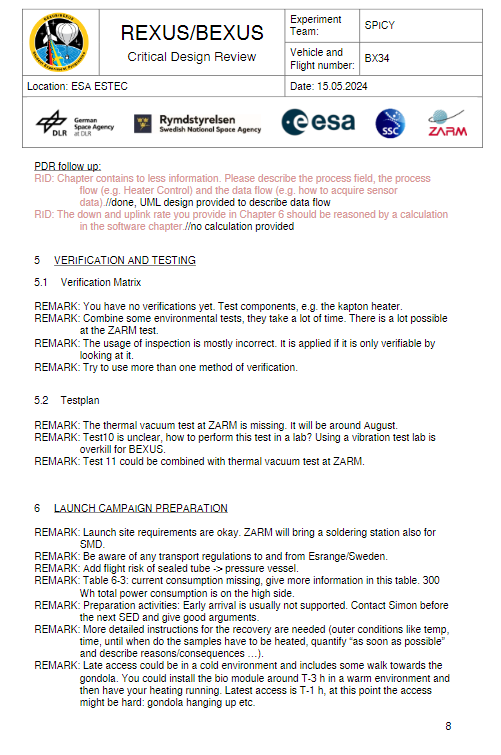 REXUS/BEXUS
Critical Design Review
Experiment
Team:
SPICY
Vehicle and
Flight number:
BX34
Location: ESA ESTEC
Date: 15.05.2024
DLR
German
Space Agency
at DLR
Rymdstyrelsen
Swedish National Space Agency
esa
SSC
ZARM
PDR follow up:
RID: Chapter contains to less information. Please describe the process field, the process
flow (e.g. Heater Control) and the data flow (e.g. how to acquire sensor
data).//done, UML design provided to describe data flow
RID: The down and uplink rate you provide in Chapter 6 should be reasoned by a calculation
in the software chapter.//no calculation provided
5 VERIFICATION AND TESTING
5.1 Verification Matrix
REMARK: You have no verifications yet. Test components, e.g. the kapton heater.
REMARK: Combine some environmental tests, they take a lot of time. There is a lot possible
at the ZARM test.
REMARK: The usage of inspection is mostly incorrect. It is applied if it is only verifiable by
looking at it.
REMARK: Try to use more than one method of verification.
5.2 Testplan
REMARK: The thermal vacuum test at ZARM is missing. It will be around August.
REMARK: Test10 is unclear, how to perform this test in a lab? Using a vibration test lab is
overkill for BEXUS.
REMARK: Test 11 could be combined with thermal vacuum test at ZARM.
6 LAUNCH CAMPAIGN PREPARATION
REMARK: Launch site requirements are okay. ZARM will bring a soldering station also for
SMD.
REMARK: Be aware of any transport regulations to and from Esrange/Sweden.
REMARK: Add flight risk of sealed tube -> pressure vessel.
REMARK: Table 6-3: current consumption missing, give more information in this table. 300
Wh total power consumption is on the high side.
REMARK: Preparation activities: Early arrival is usually not supported. Contact Simon before
the next SED and give good arguments.
REMARK: More detailed instructions for the recovery are needed (outer conditions like temp,
time, until when do the samples have to be heated, quantify “as soon as possible”
and describe reasons/consequences …).
REMARK: Late access could be in a cold environment and includes some walk towards the
gondola. You could install the bio module around T-3 h in a warm environment and
then have your heating running. Latest access is T-1 h, at this point the access
might be hard: gondola hanging up etc.
8